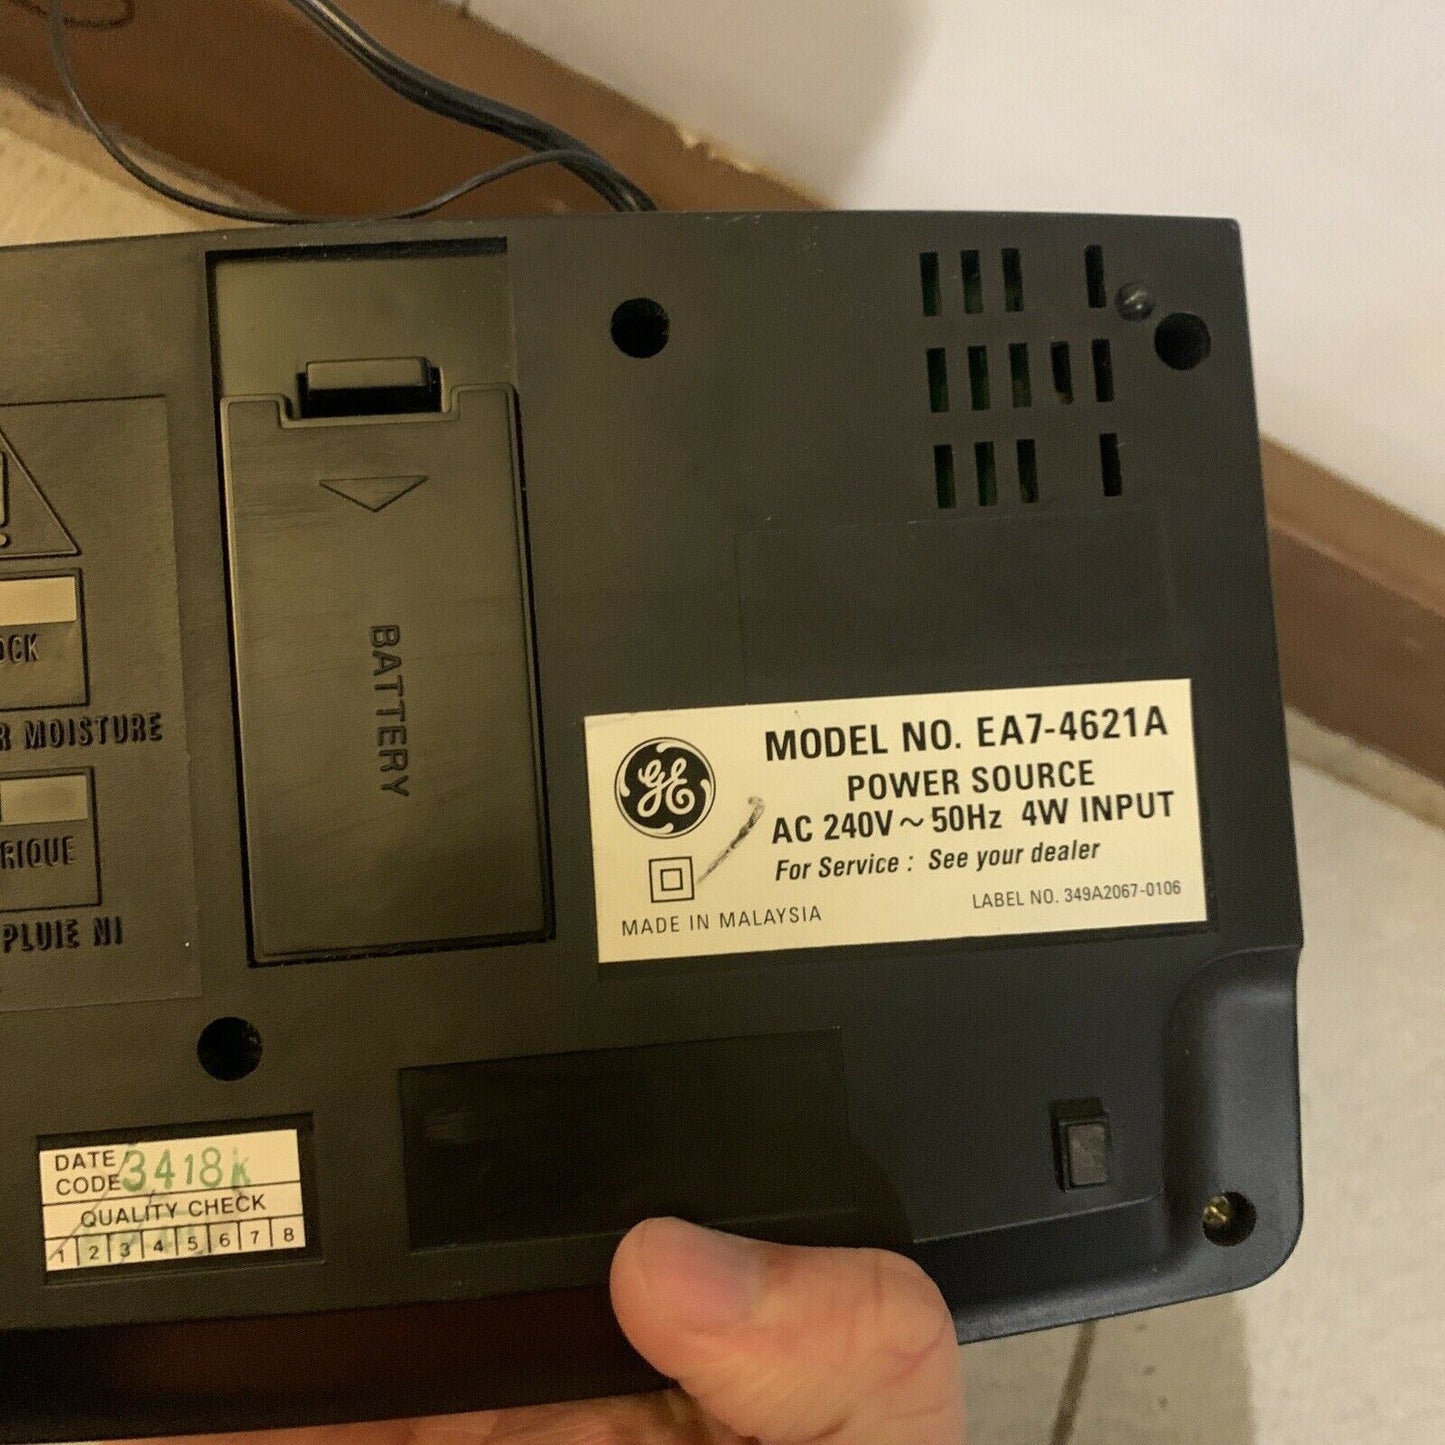 !
OCK
R MOISTURE
RIQUE
PLUIE NI
BATTERY
GE
MODEL NO. EA7-4621A
POWER SOURCE
AC 240V ~ 50Hz 4W INPUT
For Service : See your dealer
MADE IN MALAYSIA
LABEL NO. 349A2067-0106
DATE
CODE 3418K
QUALITY CHECK
1 2 3 4 5 6 7 8